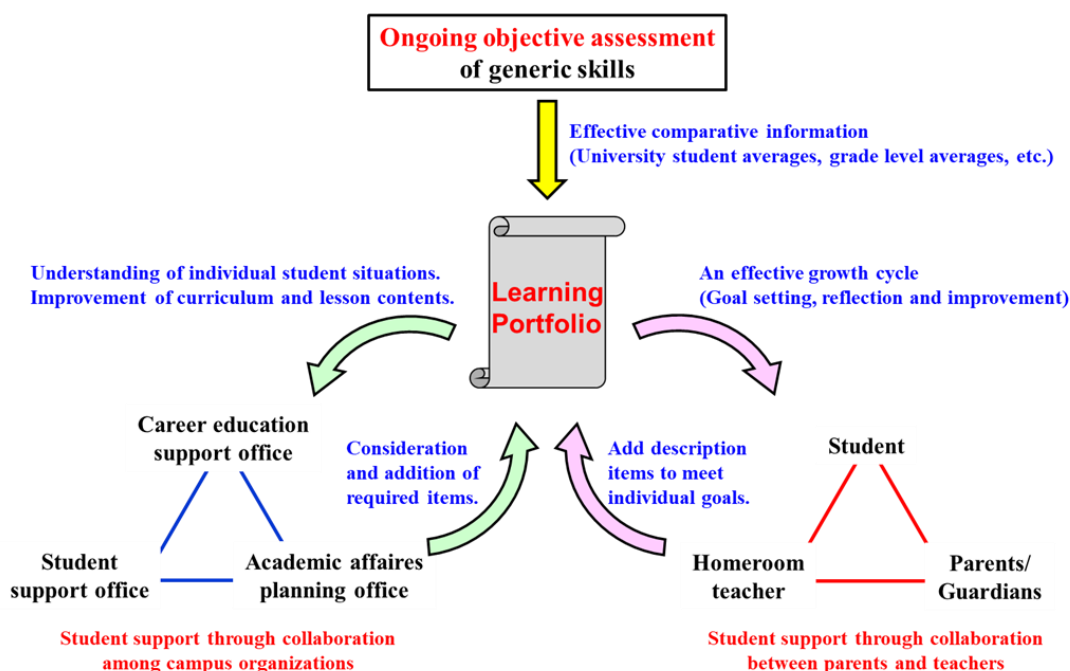 Ongoing objective assessment
of generic skills
Effective comparative information
(University student averages, grade level averages, etc.)
Understanding of individual student situations.
Improvement of curriculum and lesson contents.
Learning
Portfolio
An effective growth cycle
(Goal setting, reflection and improvement)
Career education
support office
Consideration
and addition of
required items.
Add description
items to meet
individual goals.
Student
Student
support office
Academic affaires
planning office
Homeroom
teacher
Parents/
Guardians
Student support through collaboration
among campus organizations
Student support through collaboration
between parents and teachers